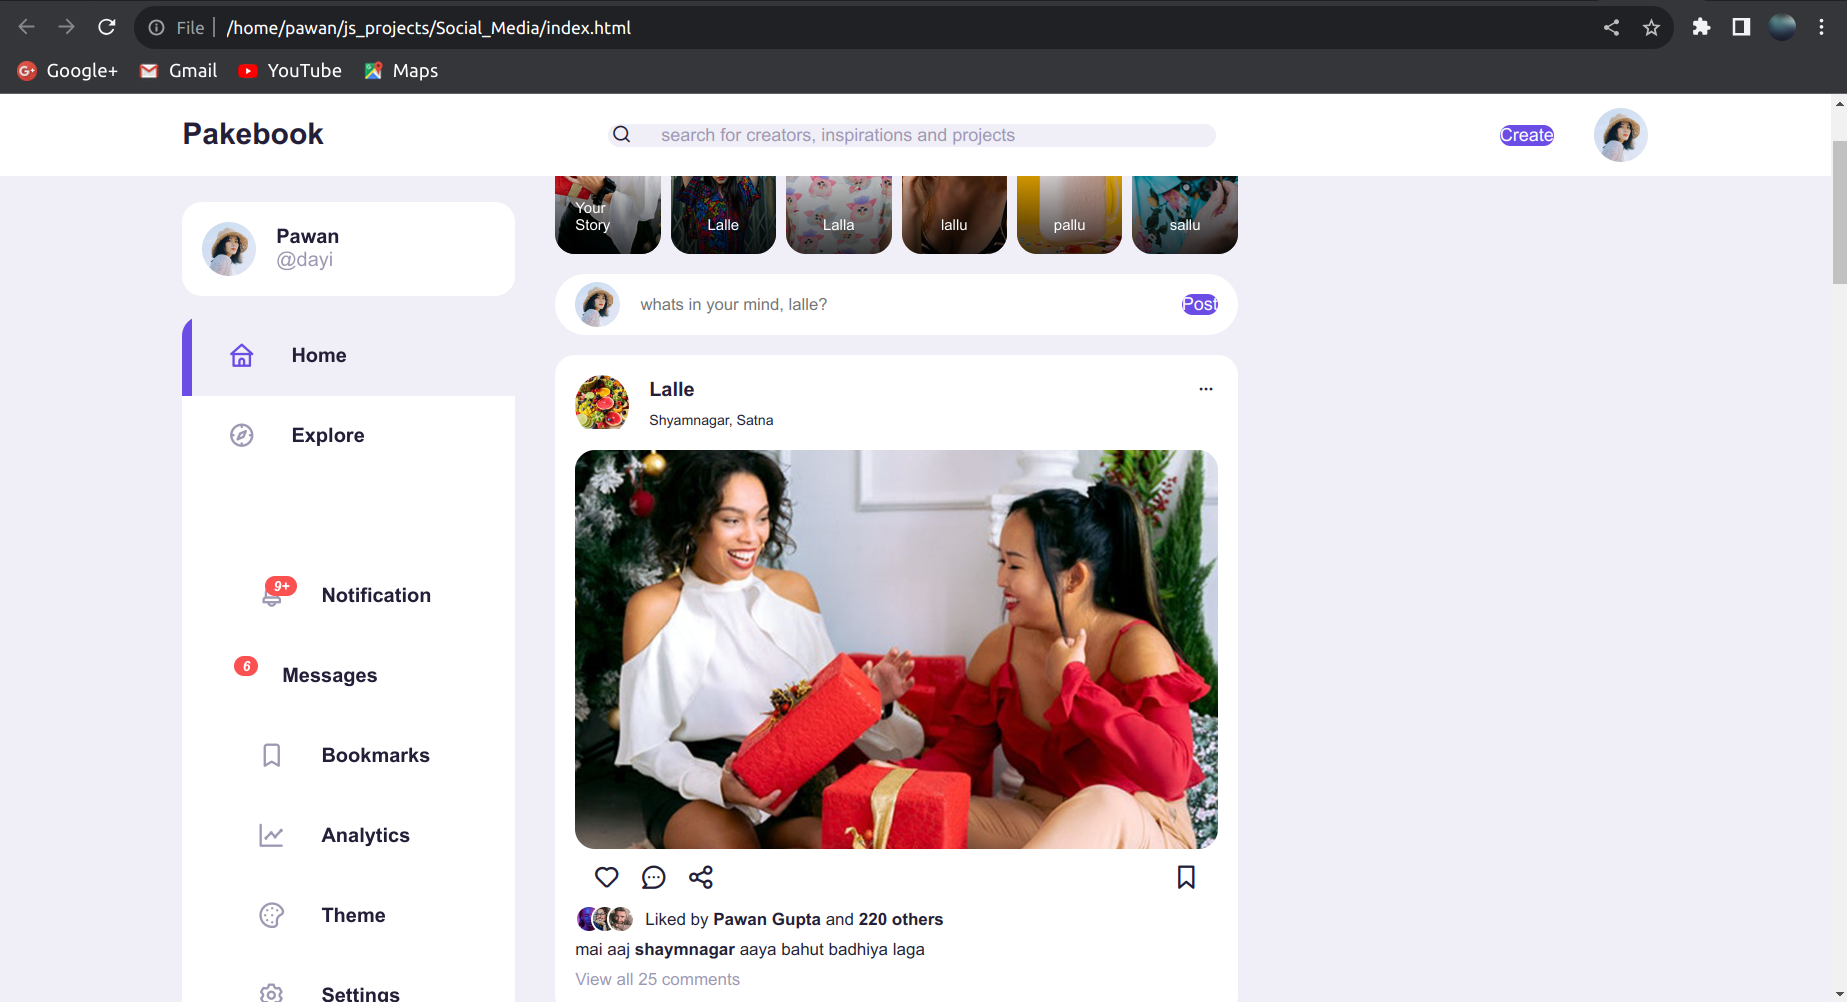 File | /home/pawan/js_projects/Social_Media/index.html
Google+ Gmail YouTube Maps
Pakebook
search for creators, inspirations and projects
Create
Pawan
@dayi
Home
Explore
9+ Notification
6 Messages
Bookmarks
Analytics
Theme
Settings
Your
Story
Lalle
Lalla
lallu
pallu
sallu
whats in your mind, lalle?
Post
Lalle
Shyamnagar, Satna
Liked by Pawan Gupta and 220 others
mai aaj shaymnagar aaya bahut badhiya laga
View all 25 comments